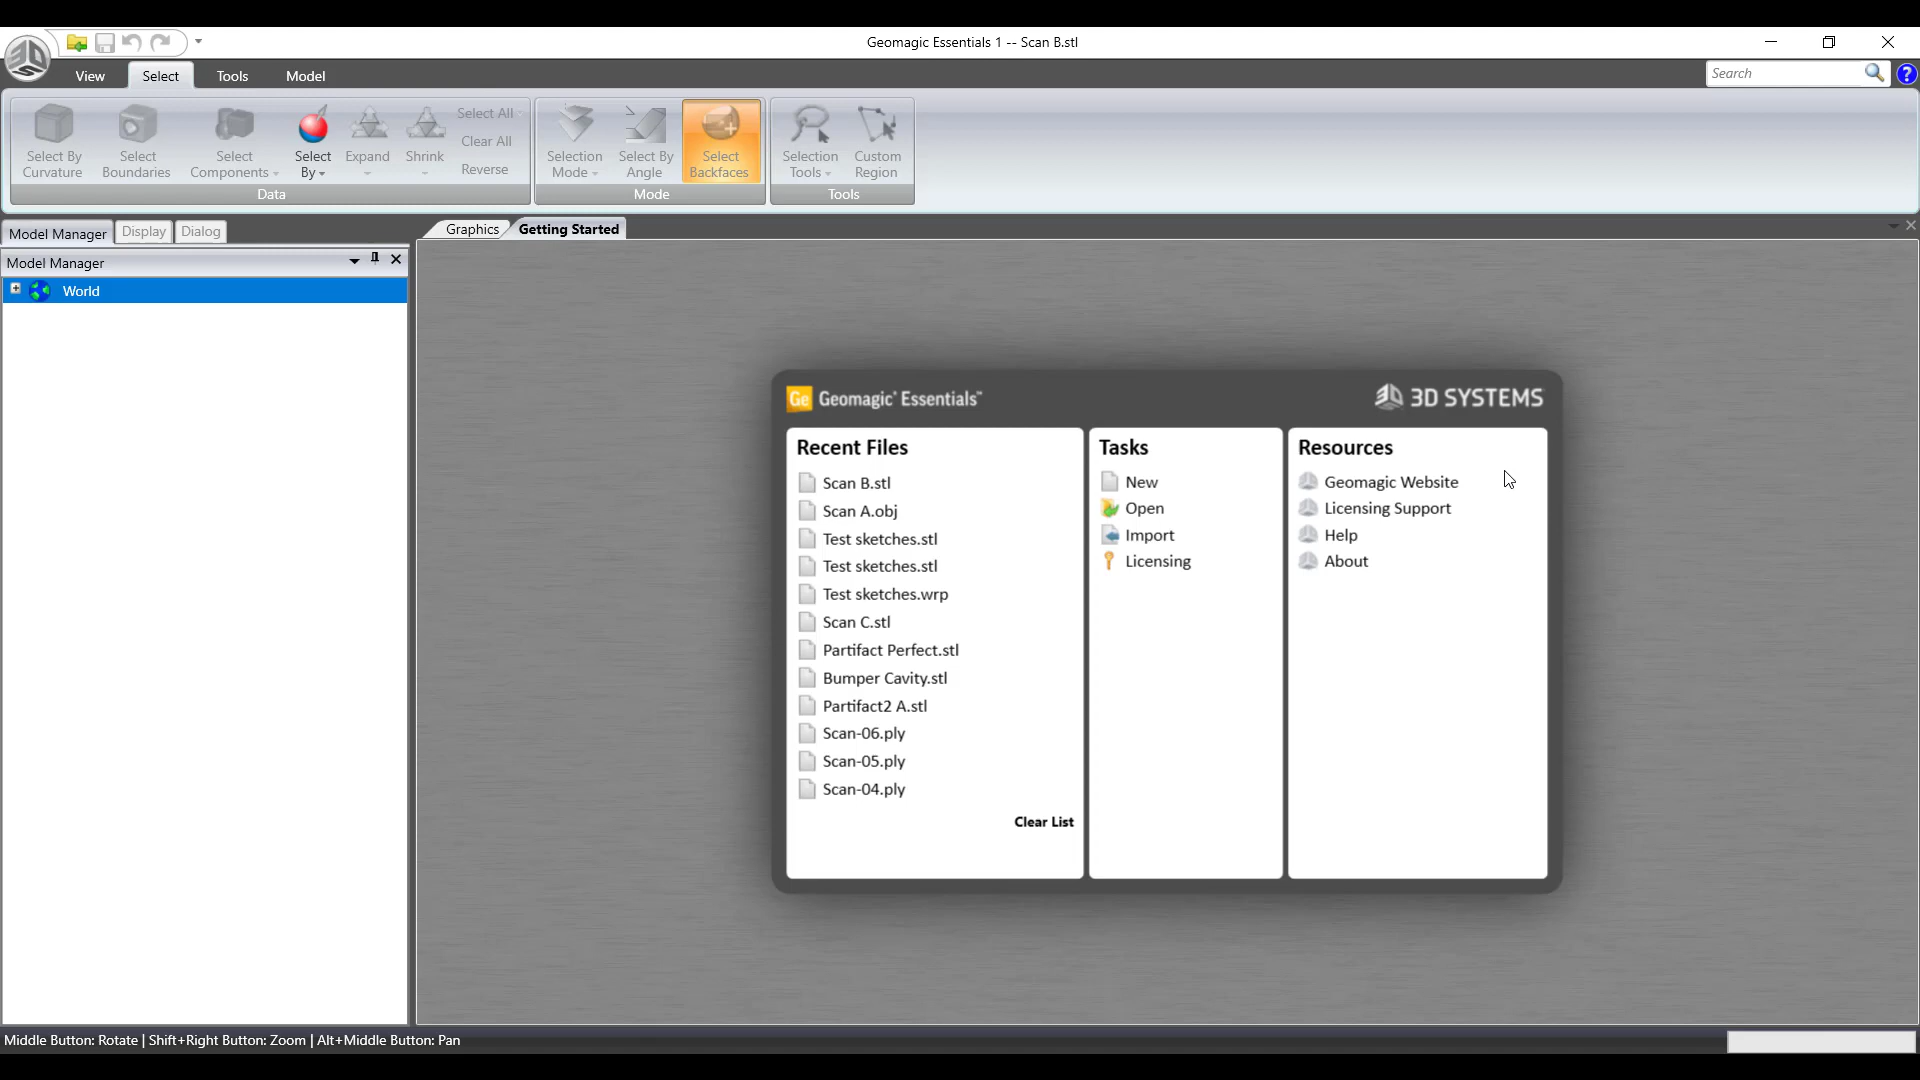 Geomagic Essentials 1 -- Scan B.stl
View Select Tools Model
Search
Select By Curvature
Select Boundaries
Select Components
Select By
Expand
Shrink
Select All
Clear All
Reverse
Data
Selection Mode
Select By Angle
Select Backfaces
Mode
Selection Tools
Custom Region
Tools
Model Manager Display Dialog
Graphics Getting Started
Model Manager
World
Ge Geomagic® Essentials™
3D SYSTEMS
Recent Files
Scan B.stl
Scan A.obj
Test sketches.stl
Test sketches.stl
Test sketches.wrp
Scan C.stl
Partifact Perfect.stl
Bumper Cavity.stl
Partifact2 A.stl
Scan-06.ply
Scan-05.ply
Scan-04.ply
Clear List
Tasks
New
Open
Import
Licensing
Resources
Geomagic Website
Licensing Support
Help
About
Middle Button: Rotate | Shift+Right Button: Zoom | Alt+Middle Button: Pan